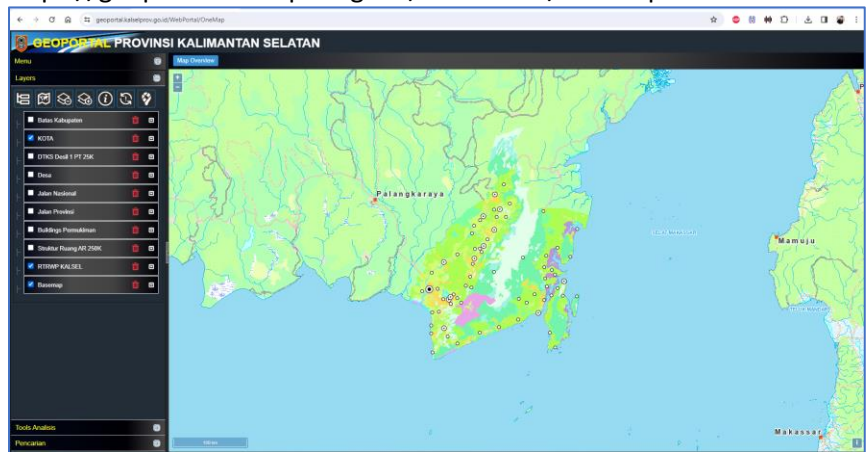 geoportal.kalselprov.go.id/WebPortal/OneMap
GEOPORTAL PROVINSI KALIMANTAN SELATAN
Menu
Map Overview
Layers
Batas Kabupaten
KOTA
DTKS Desil 1 PT 25K
Desa
Jalan Nasional
Jalan Provinsi
Buildings Permukiman
Struktur Ruang AR 250K
RTRWP KALSEL
Basemap
Palangkaraya
Mamuju
Makassar
Tools Analisis
Pencarian